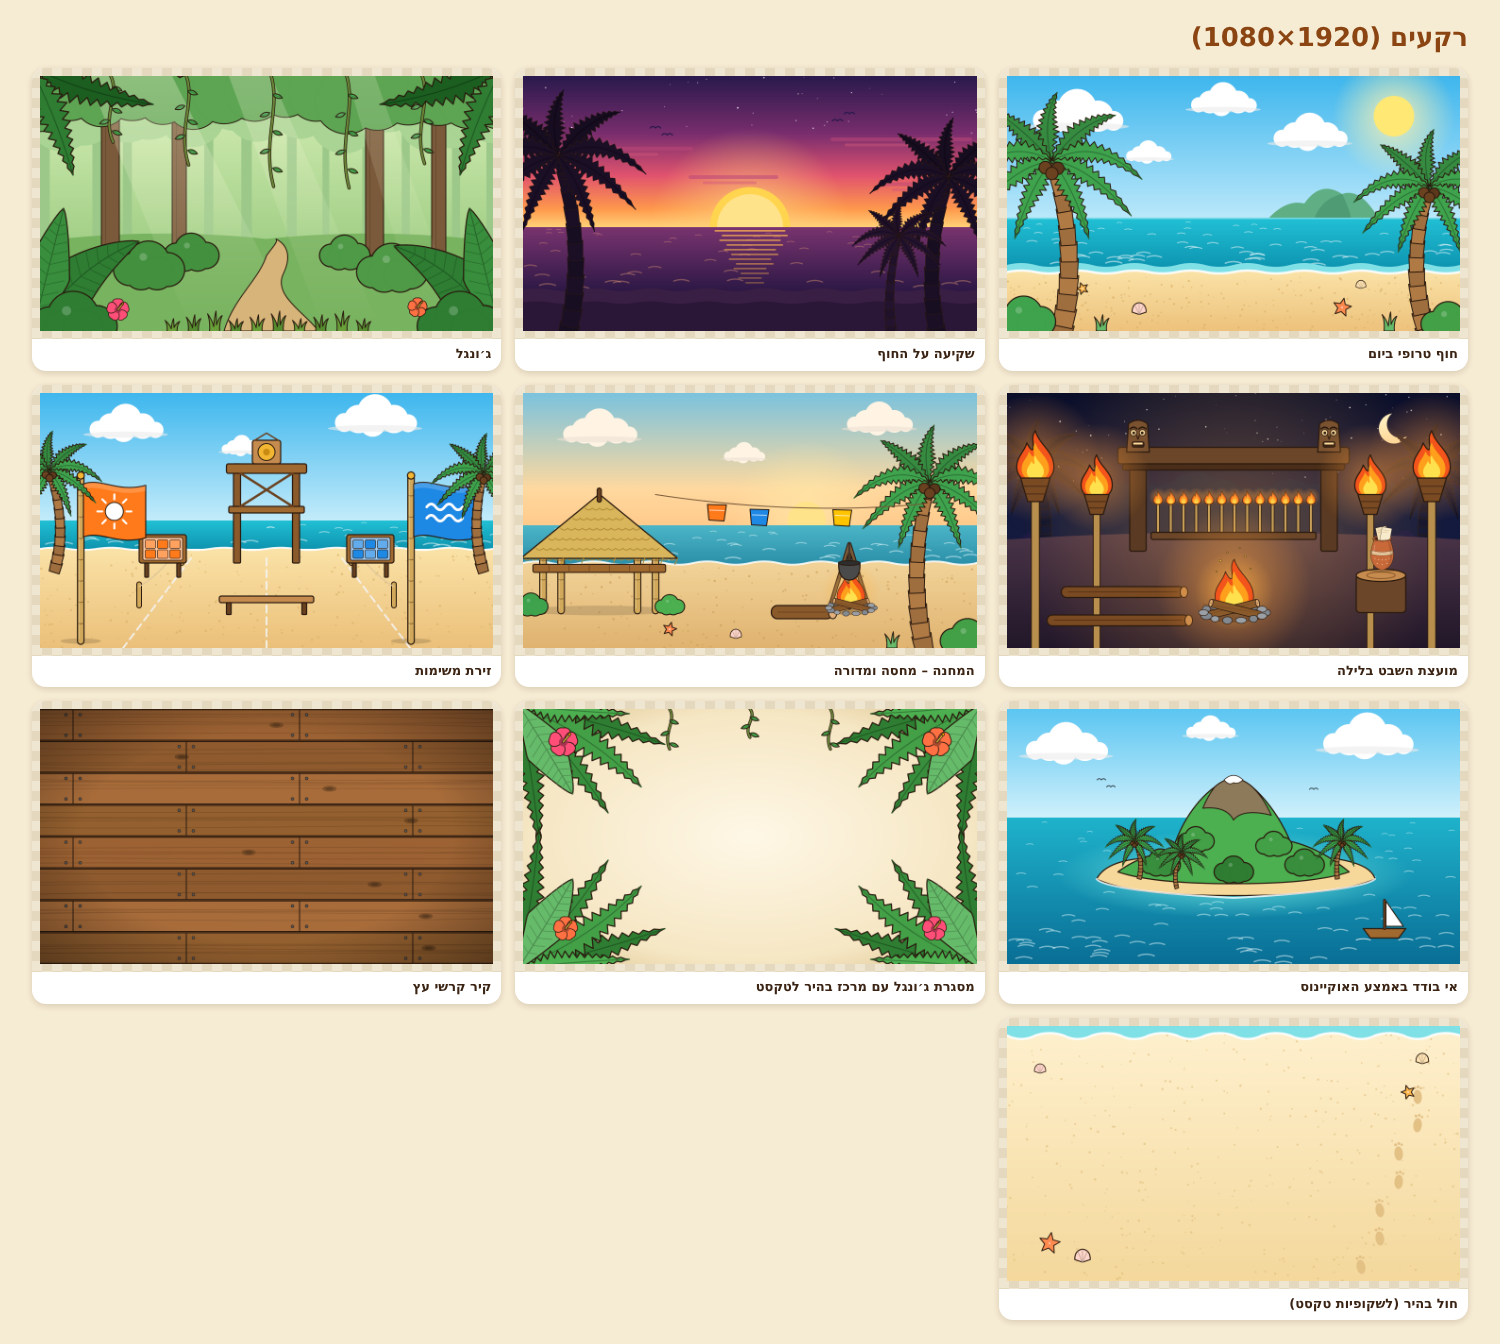 רקעים (1920×1080)
חוף טרופי ביום
שקיעה על החוף
ג׳ונגל
מועצת השבט בלילה
המחנה – מחסה ומדורה
זירת משימות
אי בודד באמצע האוקיינוס
מסגרת ג׳ונגל עם מרכז בהיר לטקסט
קיר קרשי עץ
חול בהיר (לשקופיות טקסט)